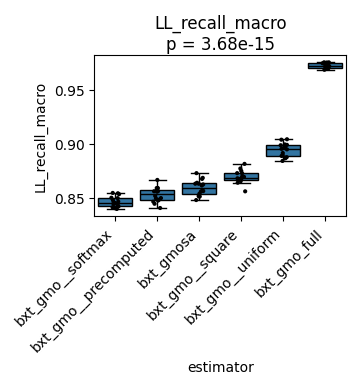 LL_recall_macro
p = 3.68e-15
LL_recall_macro
0.95
0.90
0.85
bxt_gmo__softmax
bxt_gmo__precomputed
bxt_gmosa
bxt_gmo__square
bxt_gmo__uniform
bxt_gmo_full
estimator